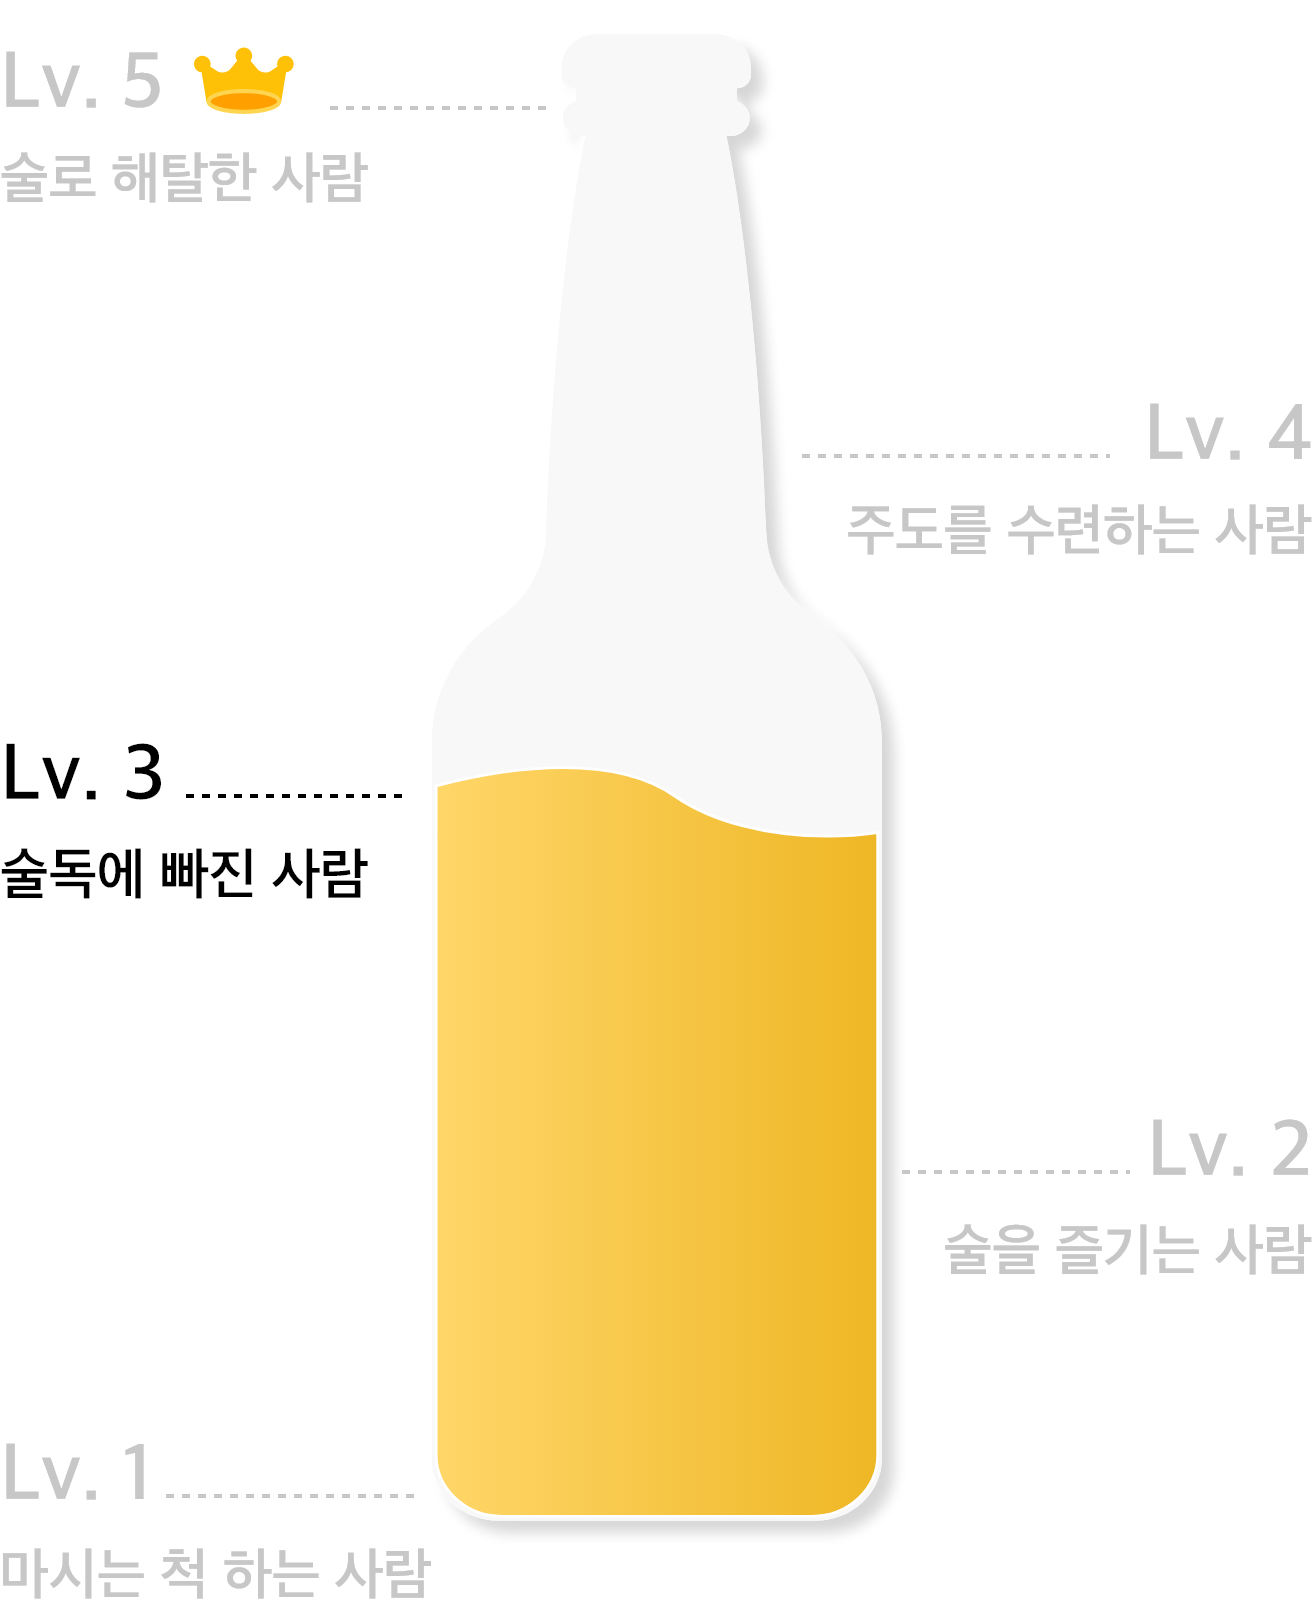 Lv. 5
술로 해탈한 사람
Lv. 4
주도를 수련하는 사람
Lv. 3
술독에 빠진 사람
Lv. 2
술을 즐기는 사람
Lv. 1
마시는 척 하는 사람